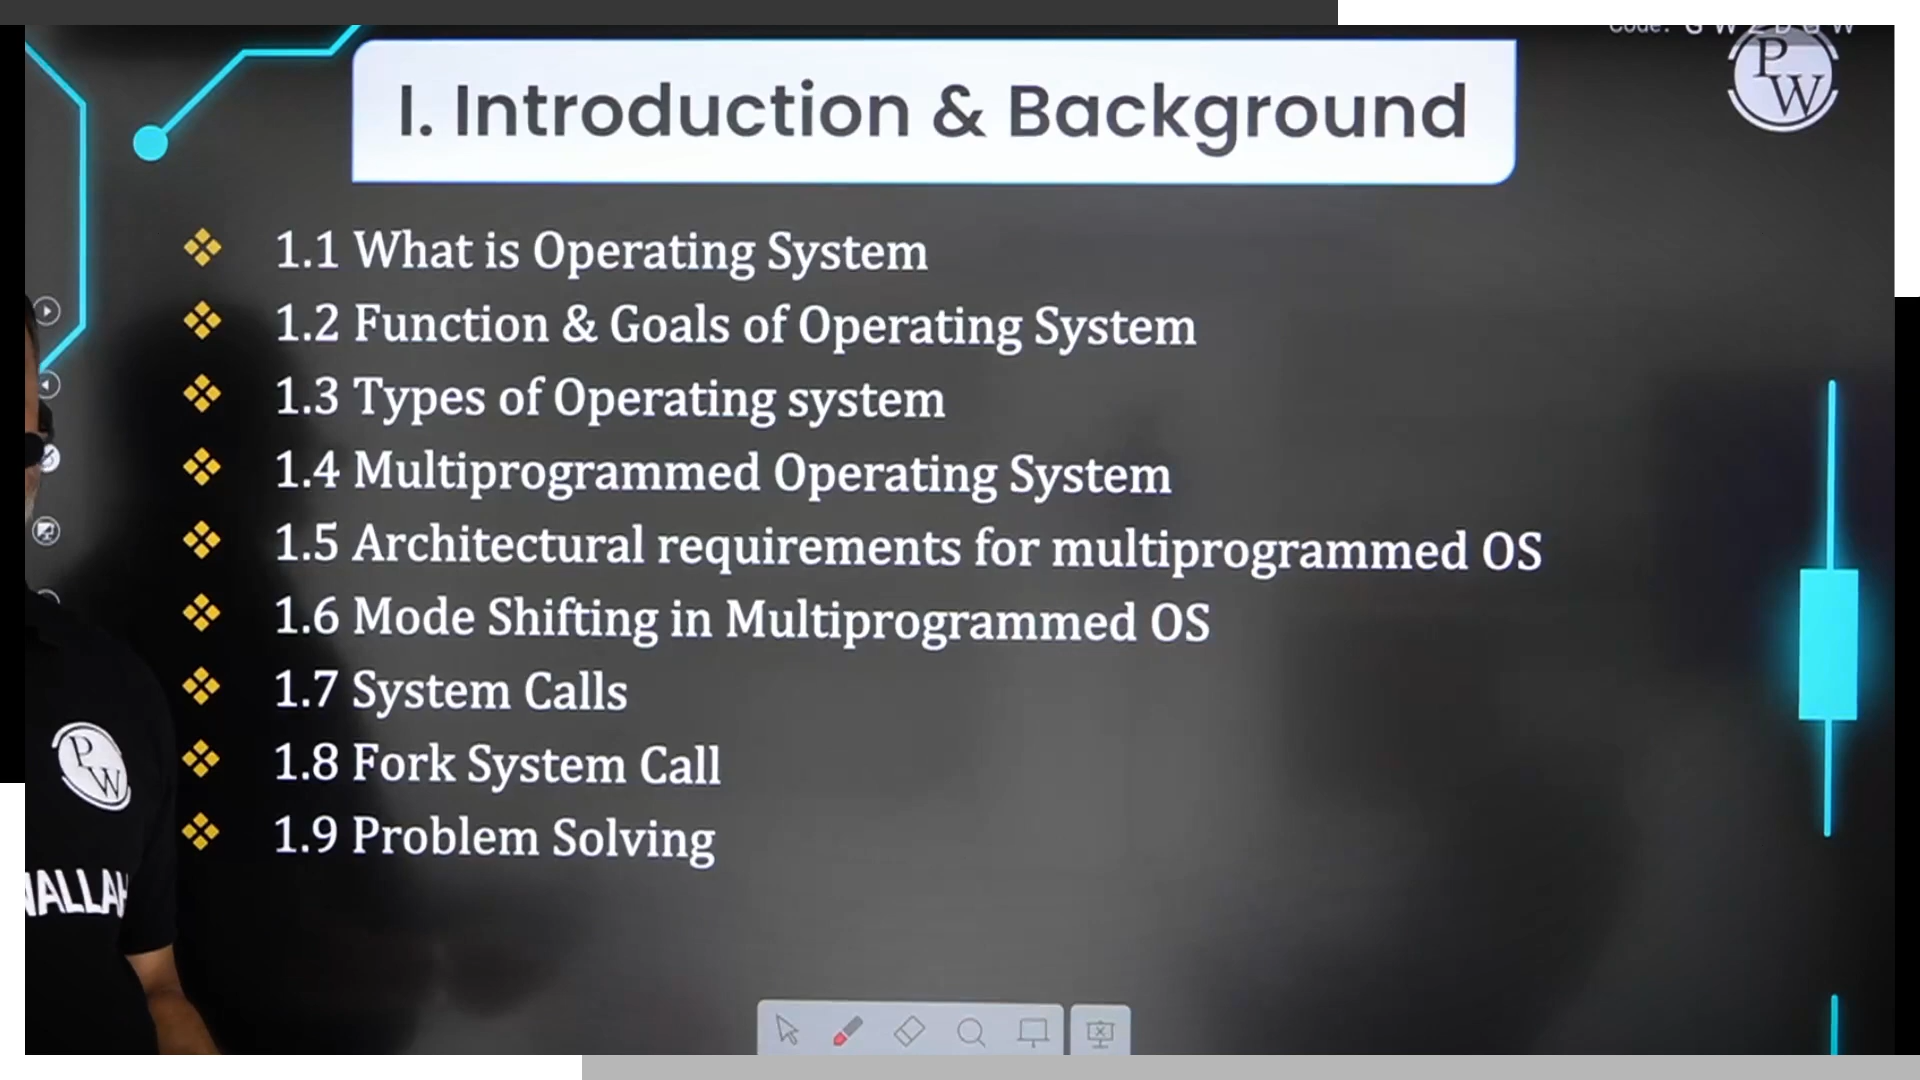 Code: G W Z D G W
P
W
I. Introduction & Background
1.1 What is Operating System
1.2 Function & Goals of Operating System
1.3 Types of Operating system
1.4 Multiprogrammed Operating System
1.5 Architectural requirements for multiprogrammed OS
1.6 Mode Shifting in Multiprogrammed OS
1.7 System Calls
1.8 Fork System Call
1.9 Problem Solving
P
W
WALLAH